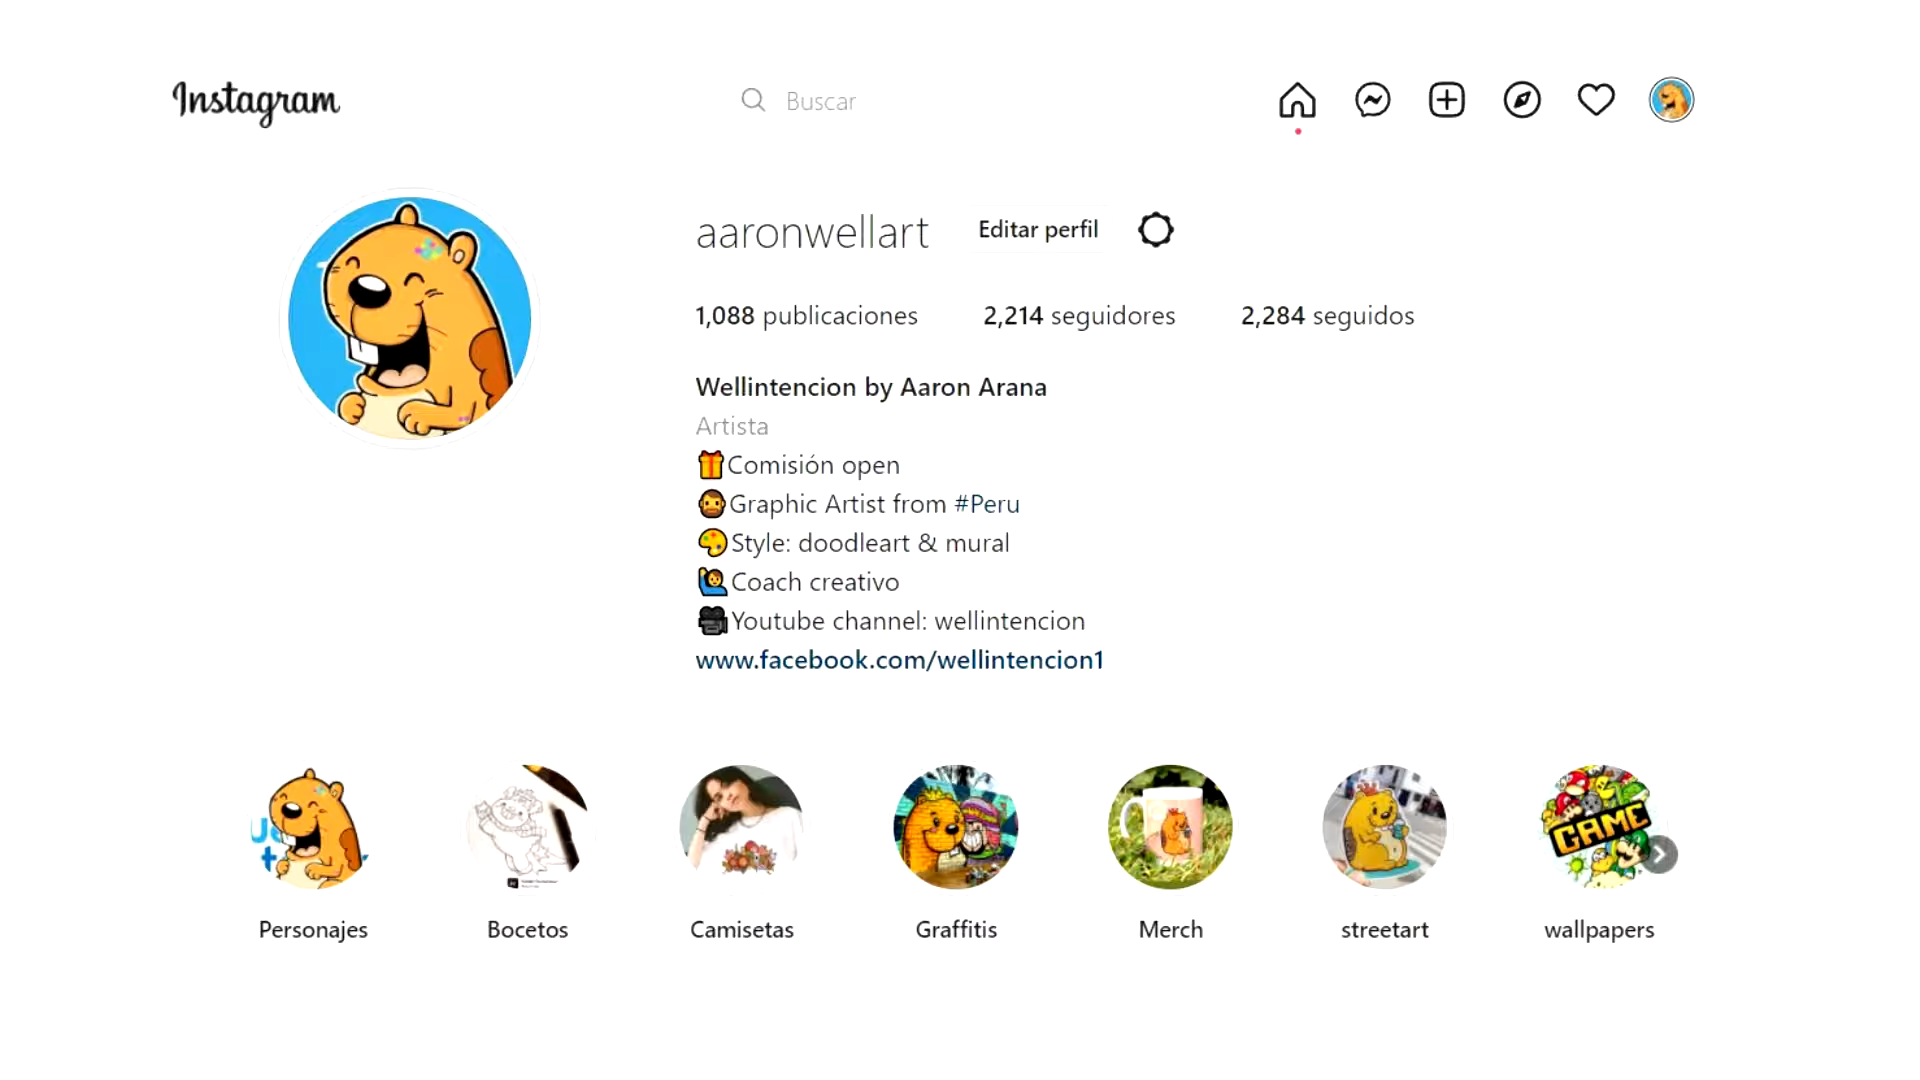 Instagram
Buscar
aaronwellart
Editar perfil
1,088 publicaciones
2,214 seguidores
2,284 seguidos
Wellintencion by Aaron Arana
Artista
Comisión open
Graphic Artist from #Peru
Style: doodleart & mural
Coach creativo
Youtube channel: wellintencion
www.facebook.com/wellintencion1
GAME
Personajes
Bocetos
Camisetas
Graffitis
Merch
streetart
wallpapers